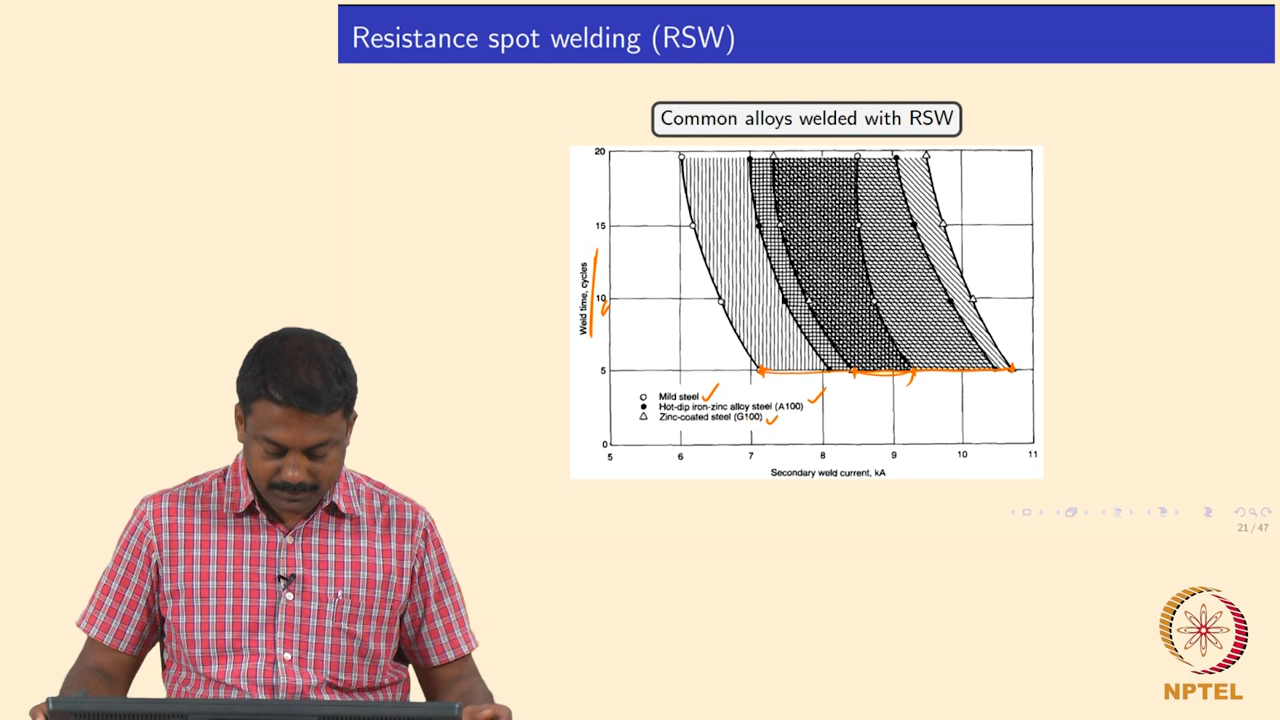 Resistance spot welding (RSW)
Common alloys welded with RSW
20
15
10
5
0
Weld time, cycles
Mild steel
Hot-dip iron-zinc alloy steel (A100)
Zinc-coated steel (G100)
5 6 7 8 9 10 11
Secondary weld current, kA
21 / 47
NPTEL